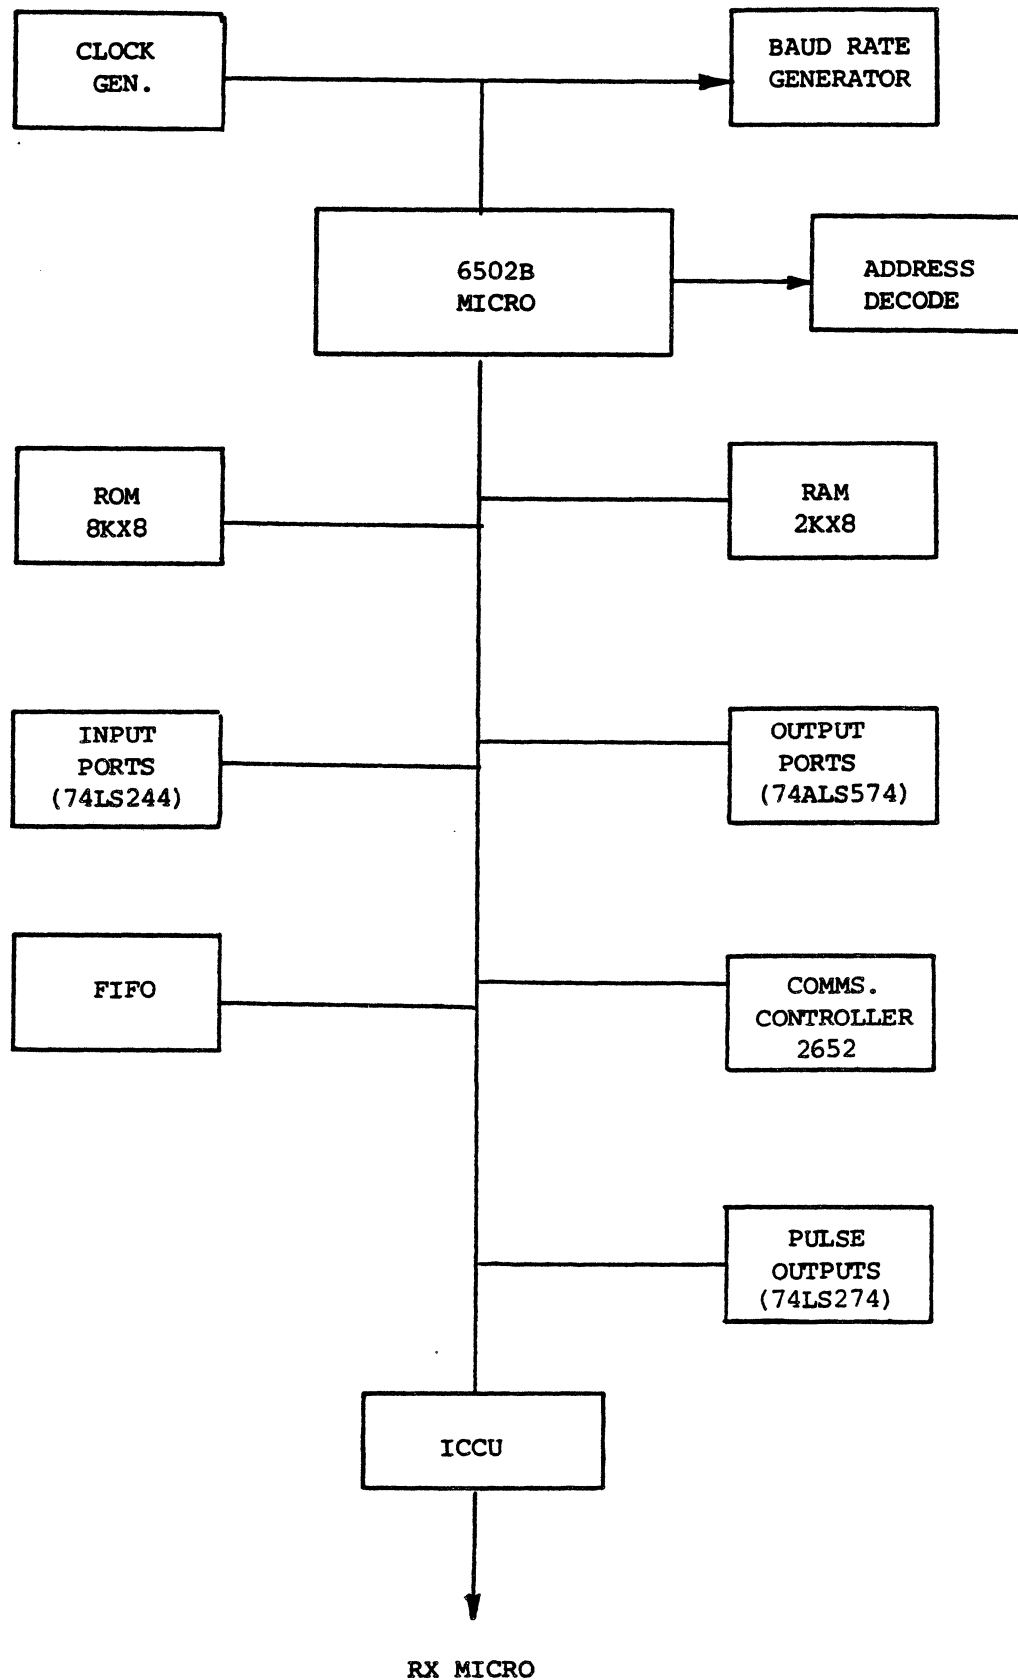 CLOCK
GEN.
BAUD RATE
GENERATOR
6502B
MICRO
ADDRESS
DECODE
ROM
8KX8
RAM
2KX8
INPUT
PORTS
(74LS244)
OUTPUT
PORTS
(74ALS574)
FIFO
COMMS.
CONTROLLER
2652
PULSE
OUTPUTS
(74LS274)
ICCU
RX MICRO